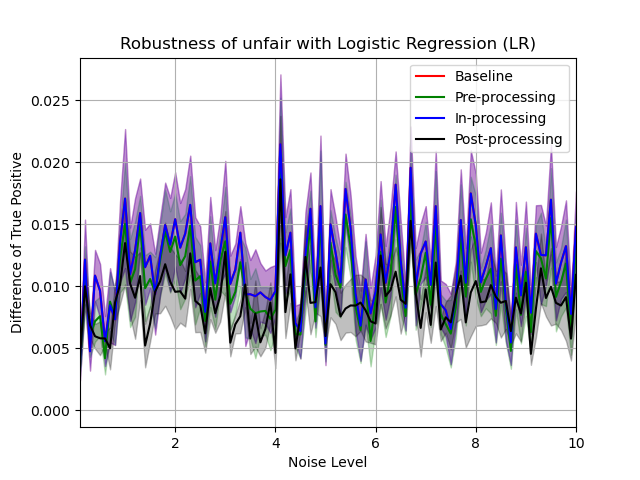 Robustness of unfair with Logistic Regression (LR)
Baseline
Pre-processing
In-processing
Post-processing
Difference of True Positive
0.025
0.020
0.015
0.010
0.005
0.000
2 4 6 8 10
Noise Level